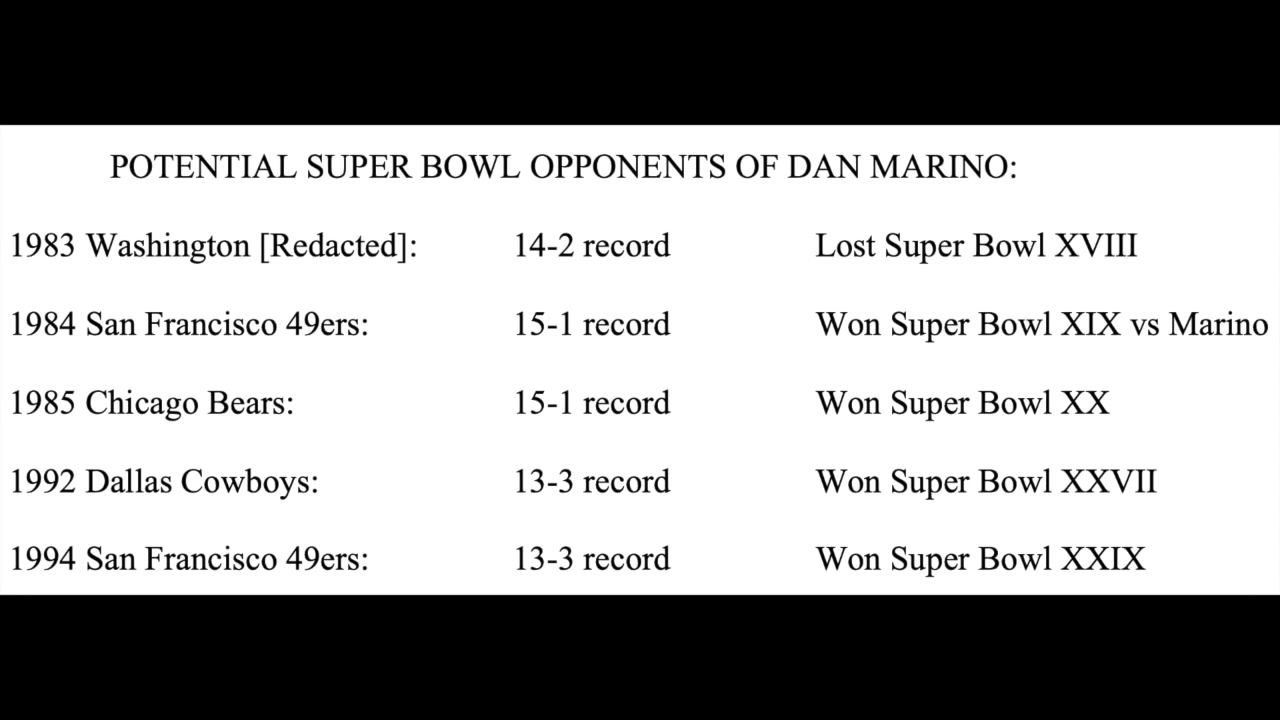 POTENTIAL SUPER BOWL OPPONENTS OF DAN MARINO:
1983 Washington [Redacted]: 14-2 record Lost Super Bowl XVIII
1984 San Francisco 49ers: 15-1 record Won Super Bowl XIX vs Marino
1985 Chicago Bears: 15-1 record Won Super Bowl XX
1992 Dallas Cowboys: 13-3 record Won Super Bowl XXVII
1994 San Francisco 49ers: 13-3 record Won Super Bowl XXIX